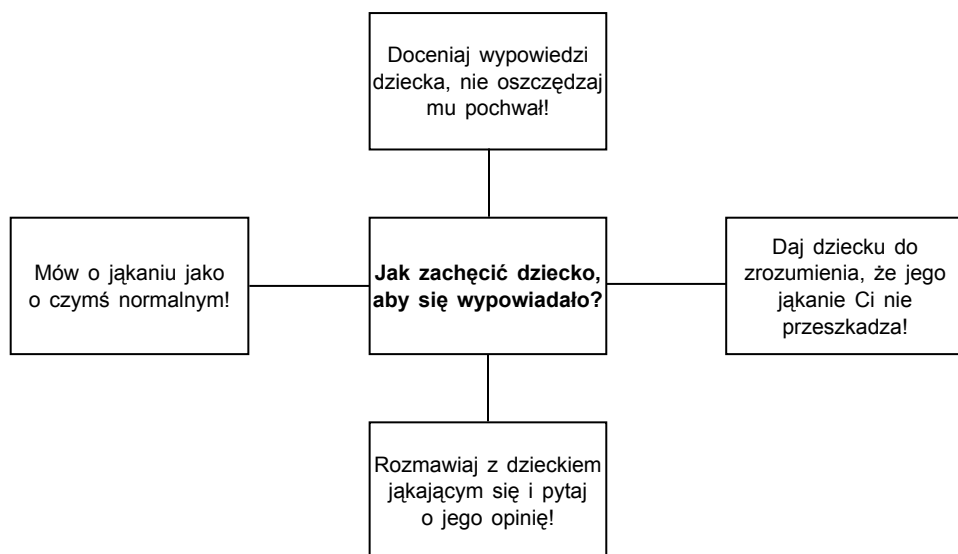 Doceniaj wypowiedzi
dziecka, nie oszczędzaj
mu pochwał!
Mów o jąkaniu jako
o czymś normalnym!
Jak zachęcić dziecko,
aby się wypowiadało?
Daj dziecku do
zrozumienia, że jego
jąkanie Ci nie
przeszkadza!
Rozmawiaj z dzieckiem
jąkającym się i pytaj
o jego opinię!